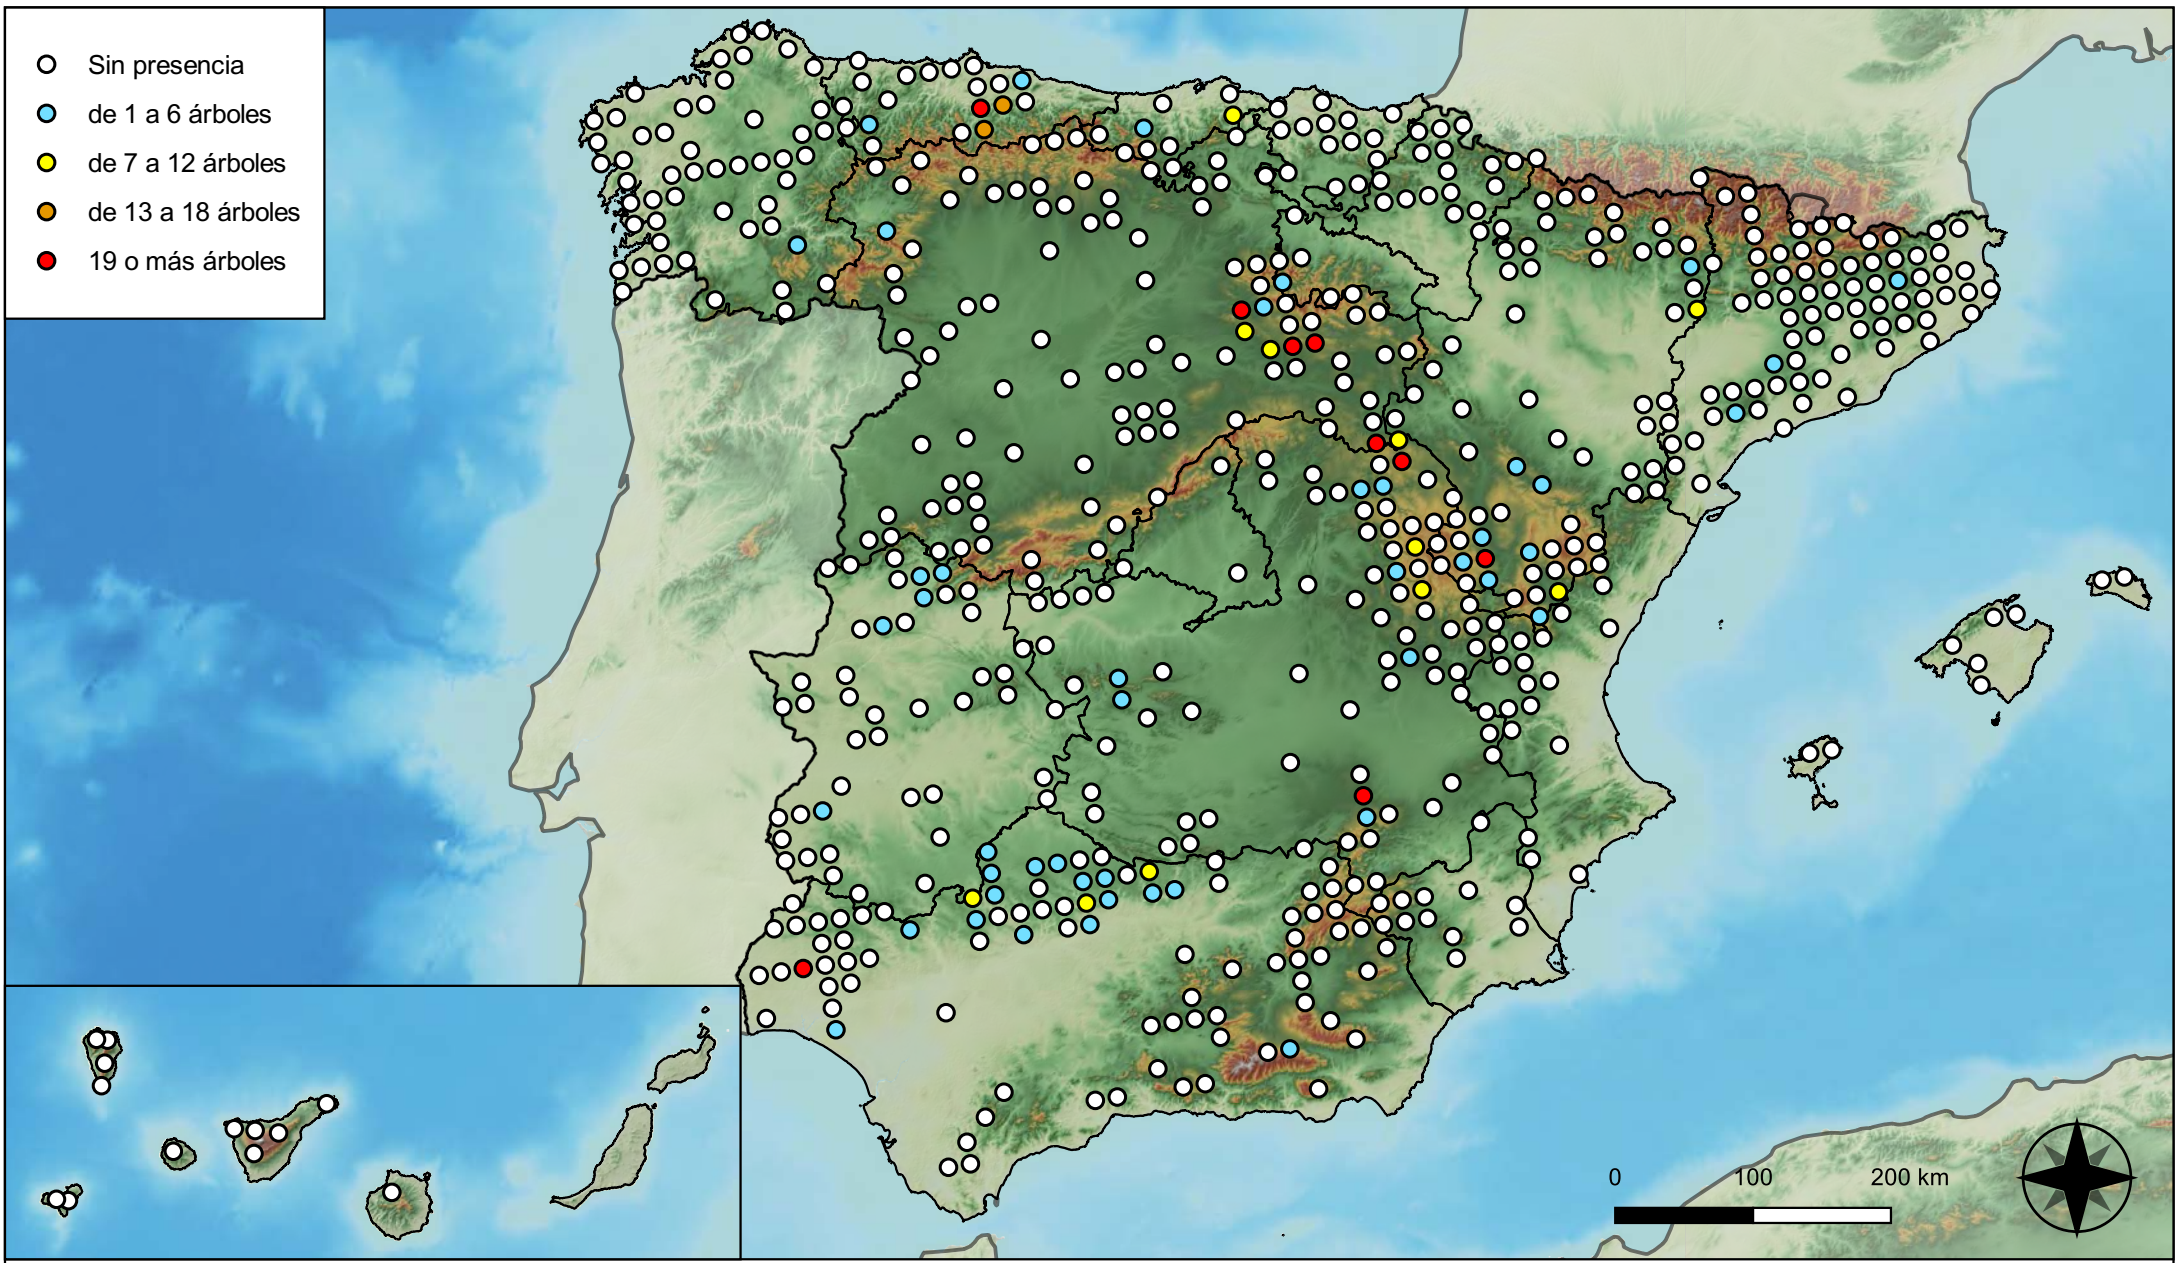 Sin presencia
de 1 a 6 árboles
de 7 a 12 árboles
de 13 a 18 árboles
19 o más árboles
0 100 200 km